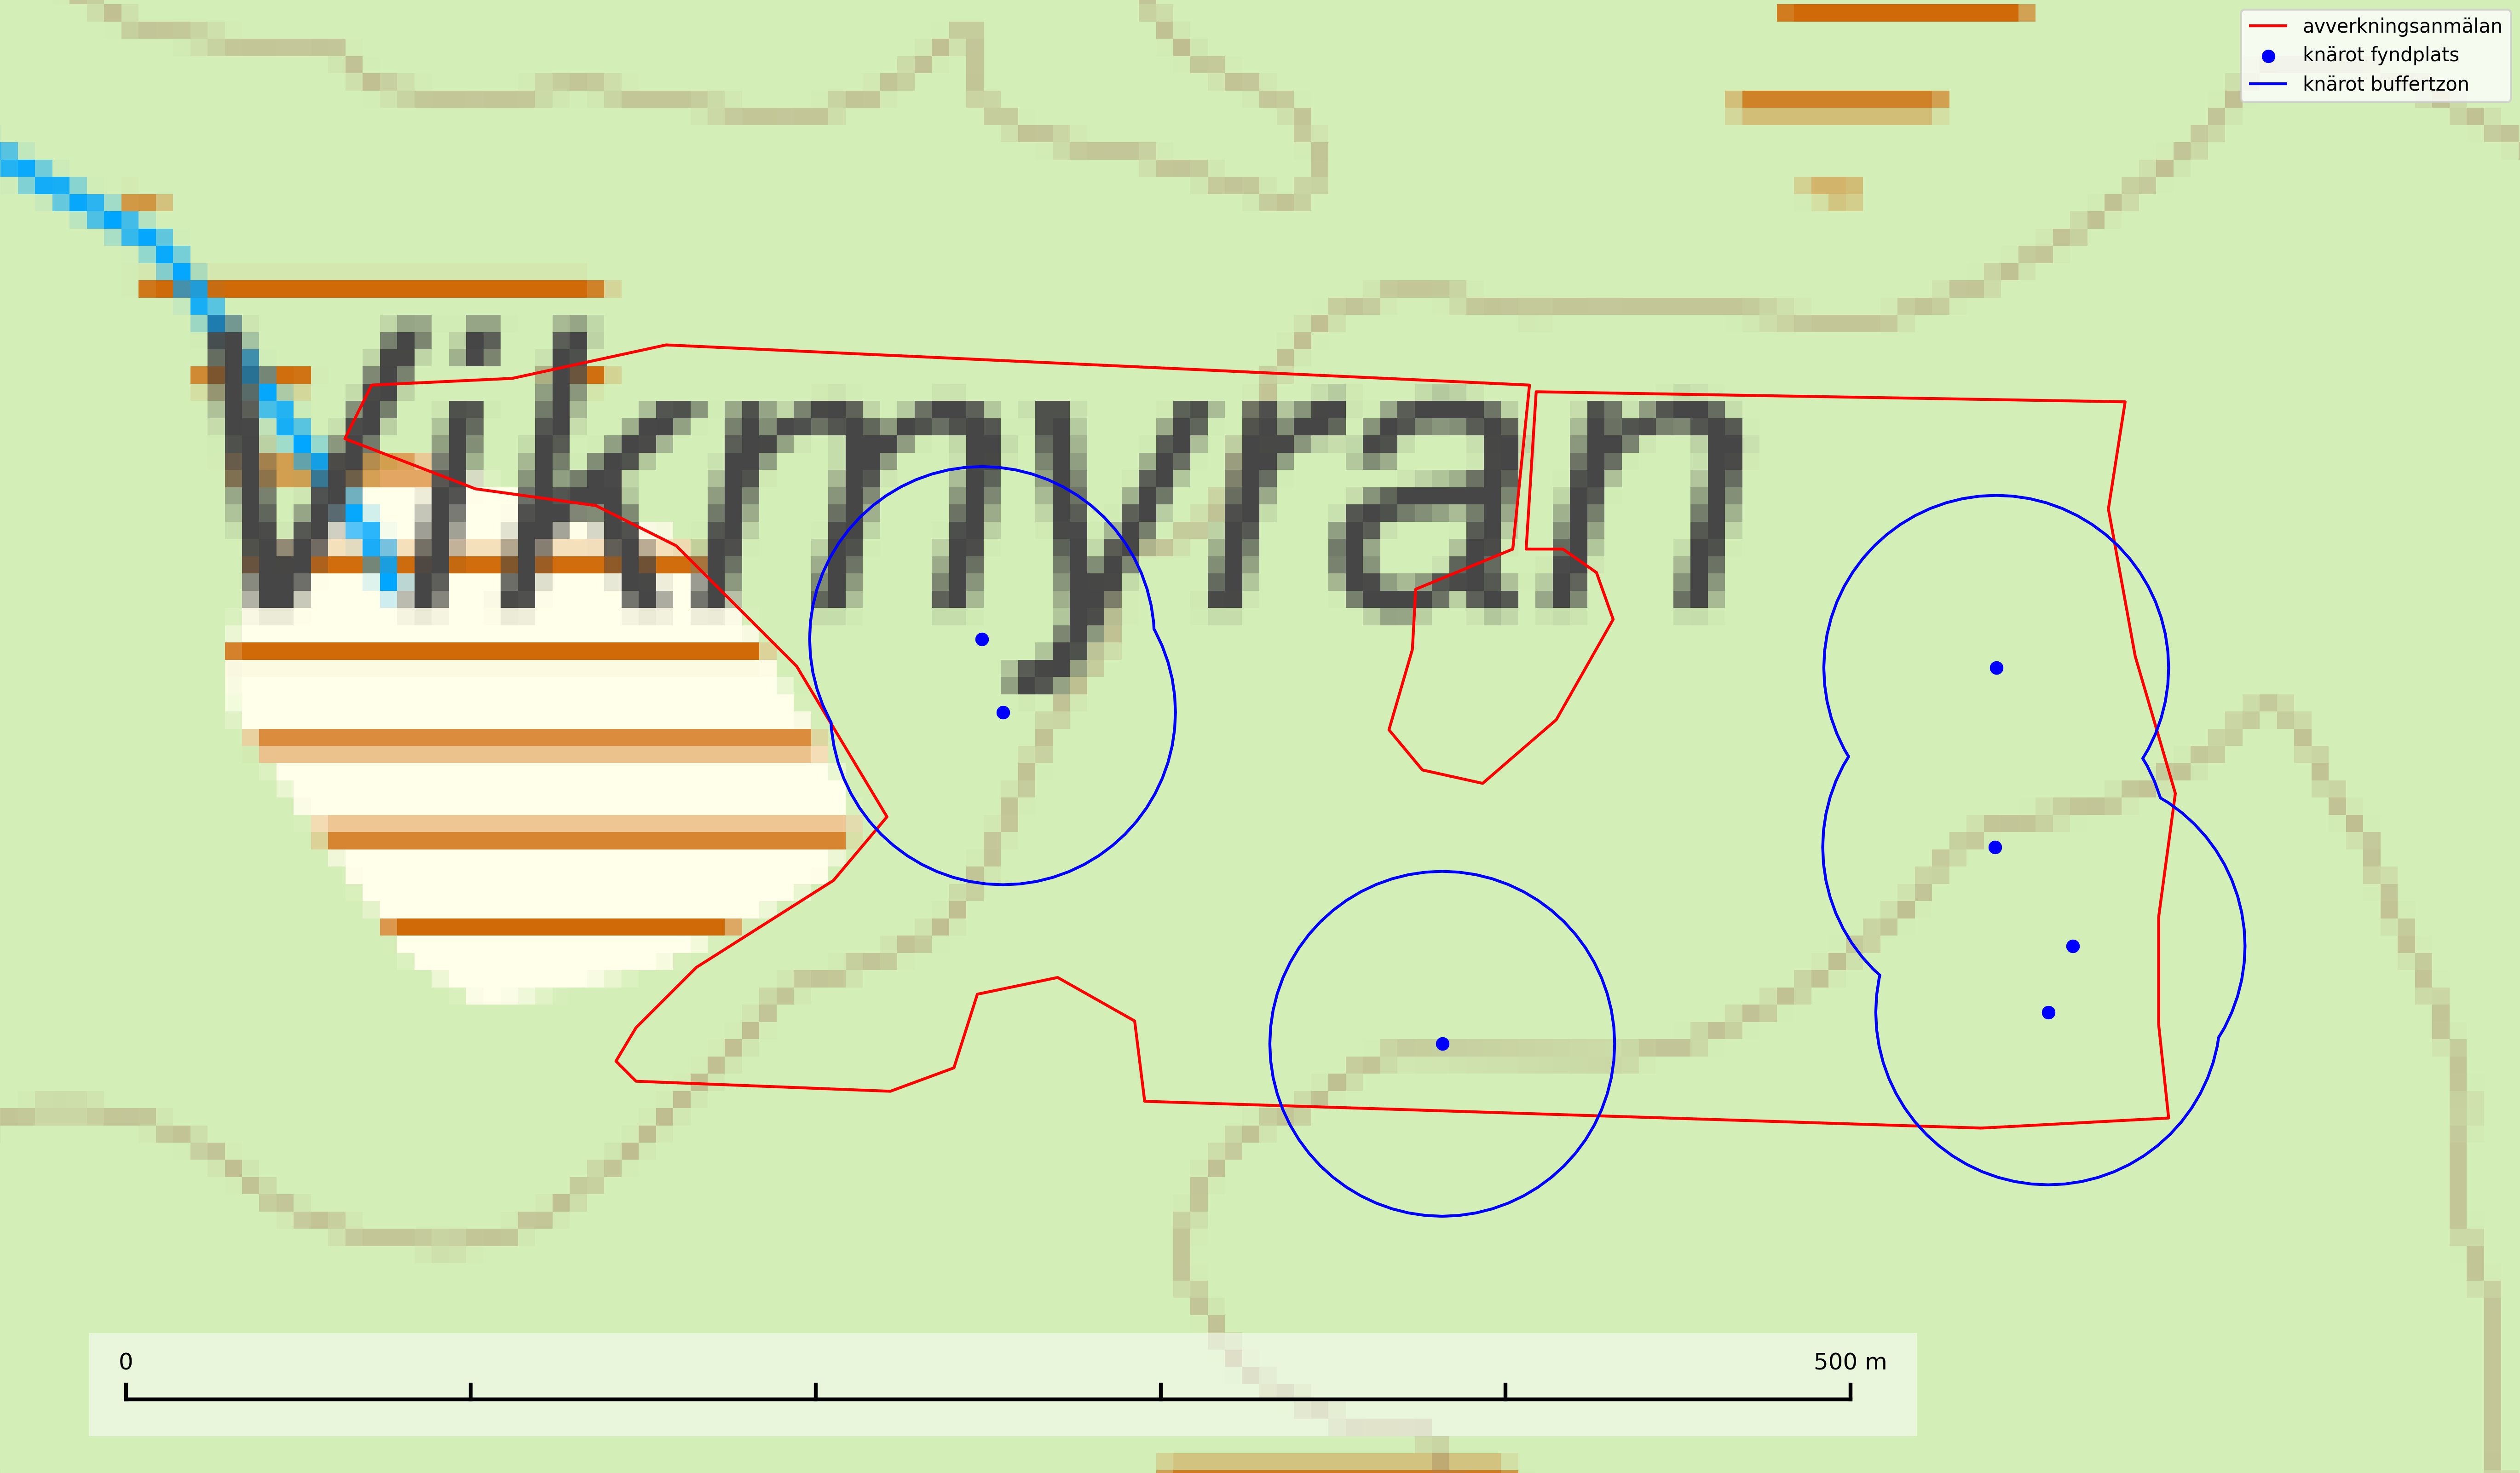 avverkningsanmälan
knärot fyndplats
knärot buffertzon
Vikmyran
0 500 m